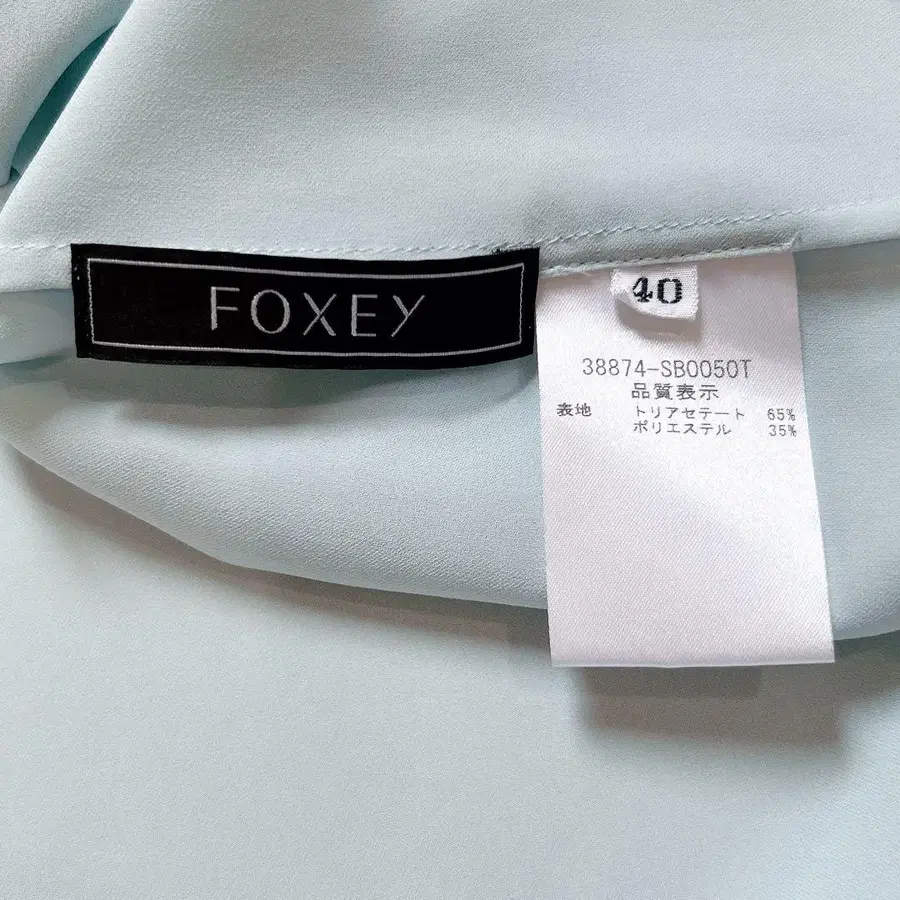 FOXEY
40
38874-SB0050T
品質表示
表地 トリアセテート 65%
ポリエステル 35%